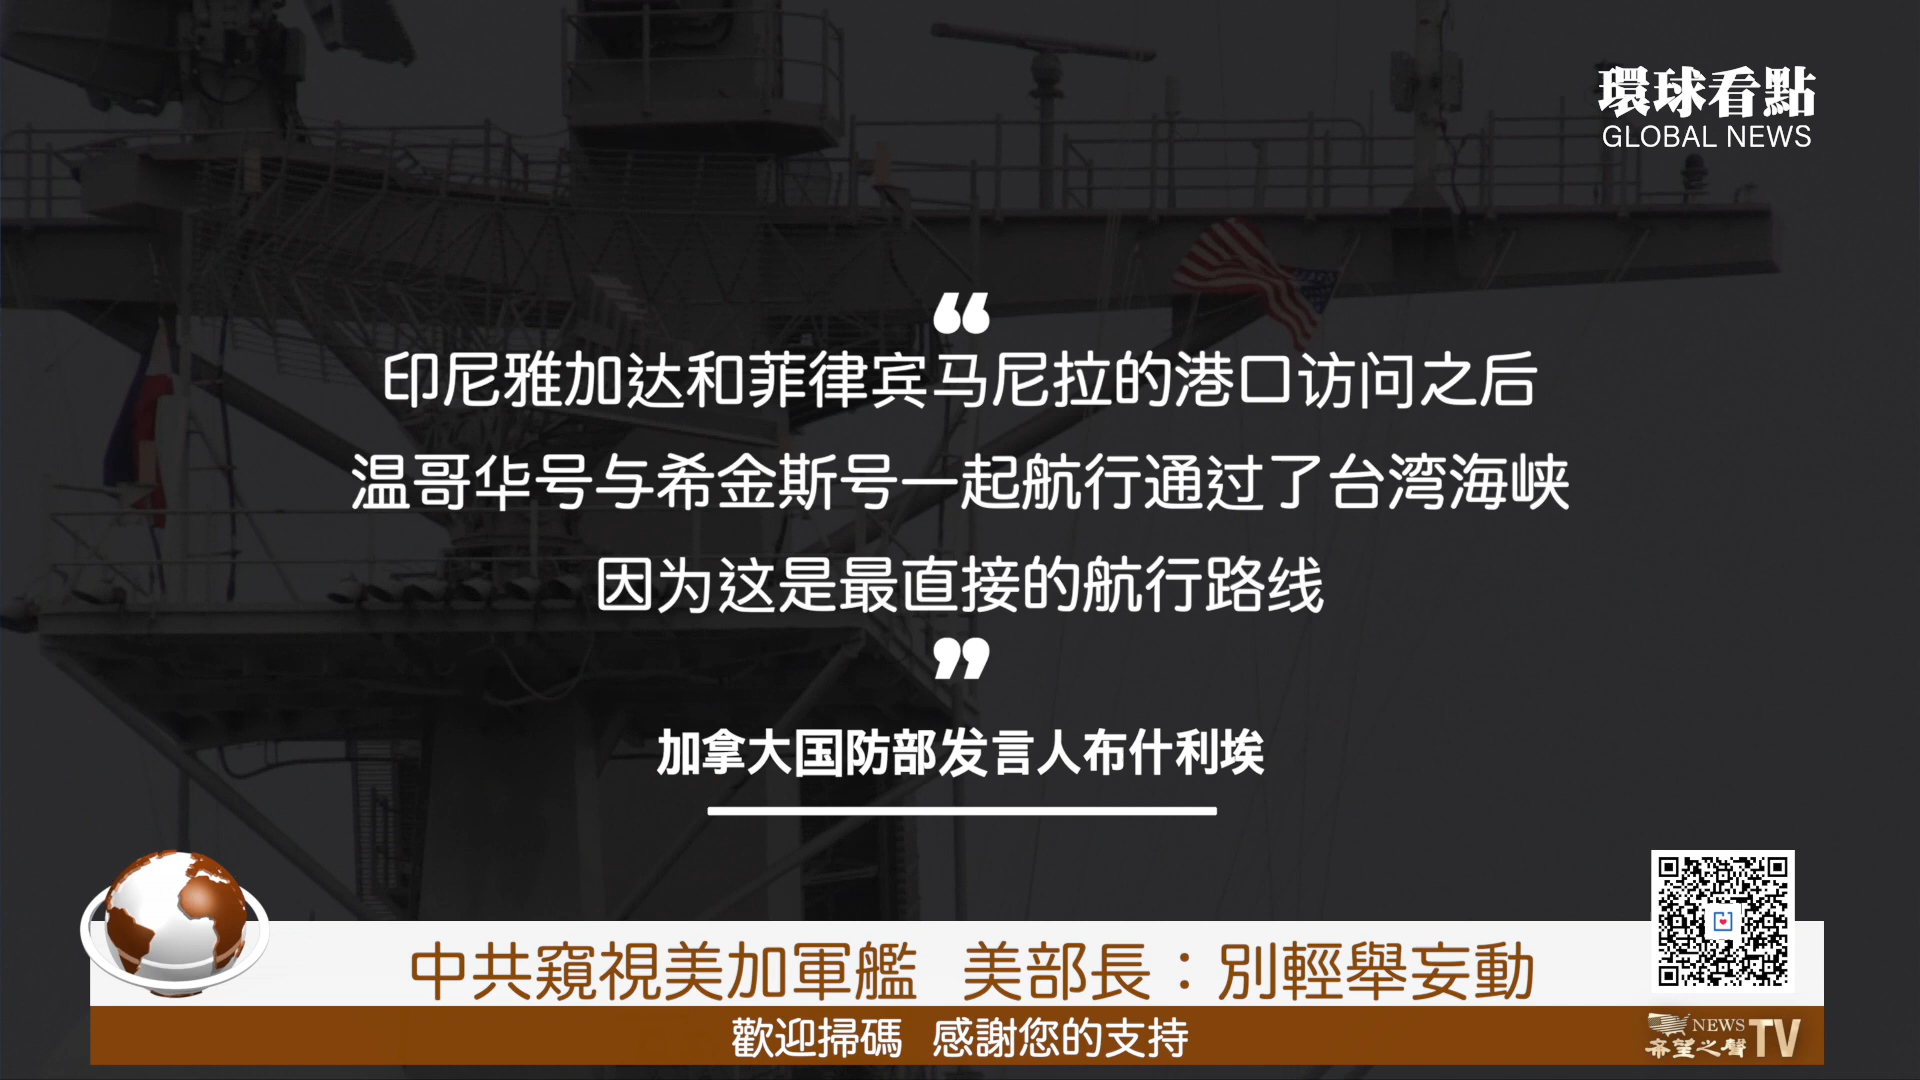 環球看點
GLOBAL NEWS
“
印尼雅加达和菲律宾马尼拉的港口访问之后
温哥华号与希金斯号一起航行通过了台湾海峡
因为这是最直接的航行路线
”
加拿大国防部发言人布什利埃
中共窺視美加軍艦 美部長：別輕舉妄動
歡迎掃碼 感謝您的支持
NEWS
希望之聲TV